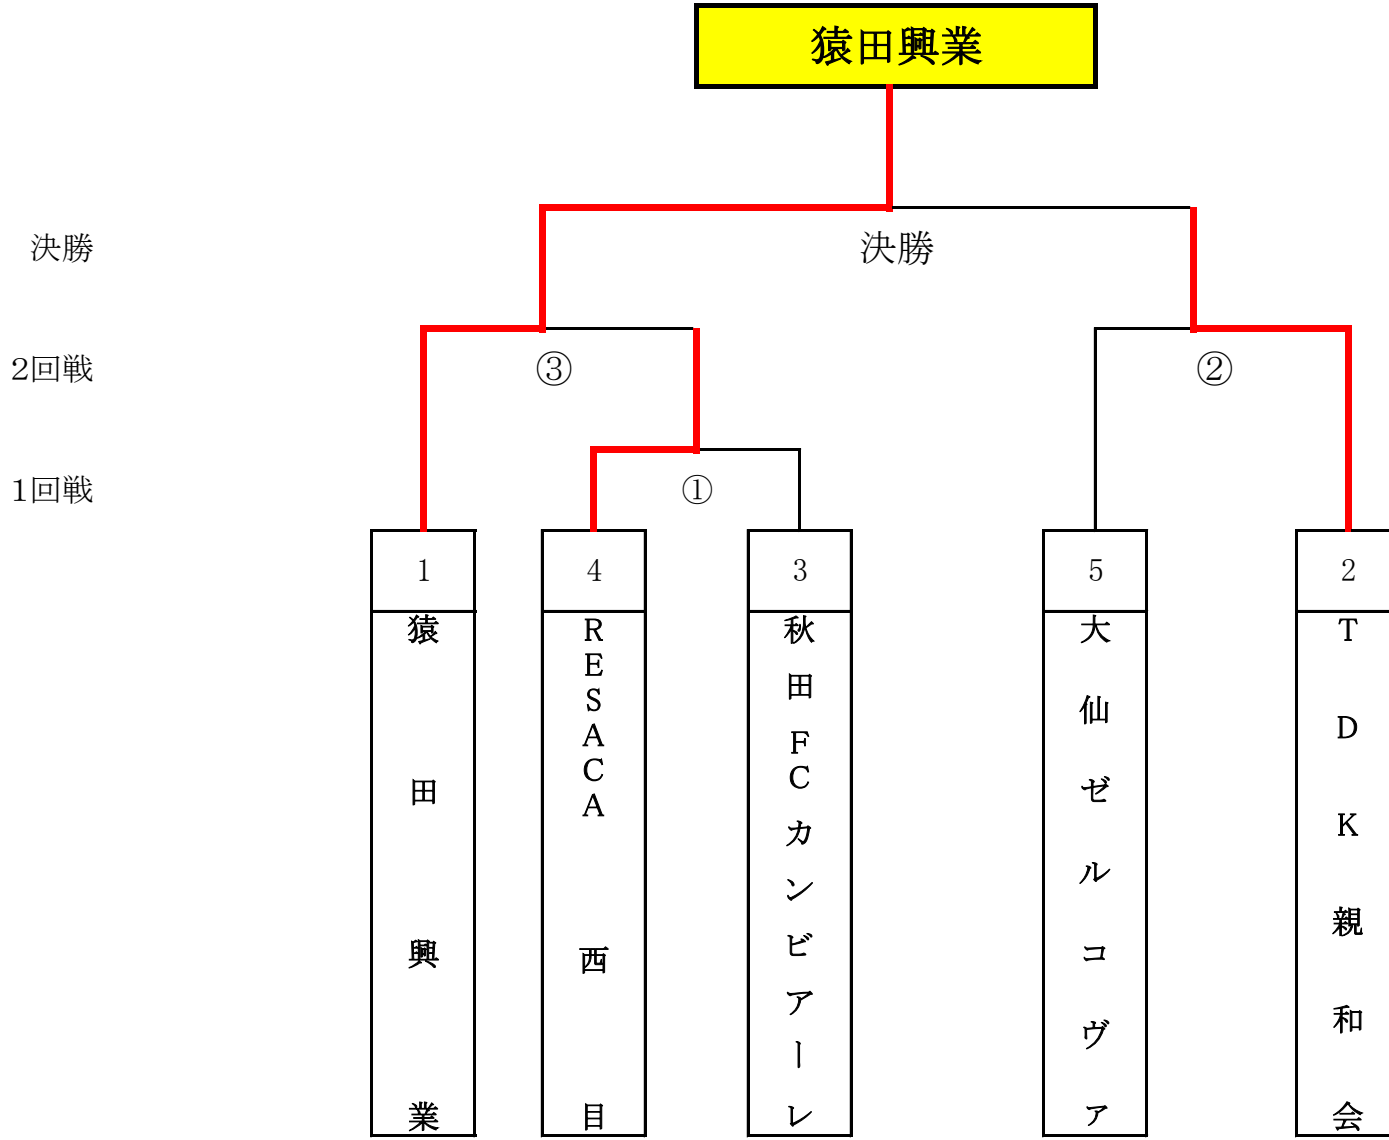 猿田興業
決勝
決勝
2回戦
③
②
1回戦
①
1
4
3
5
2
猿田興業
RESACA西目
秋田FCカンビアーレ
大仙ゼルコヴァ
TDK親和会